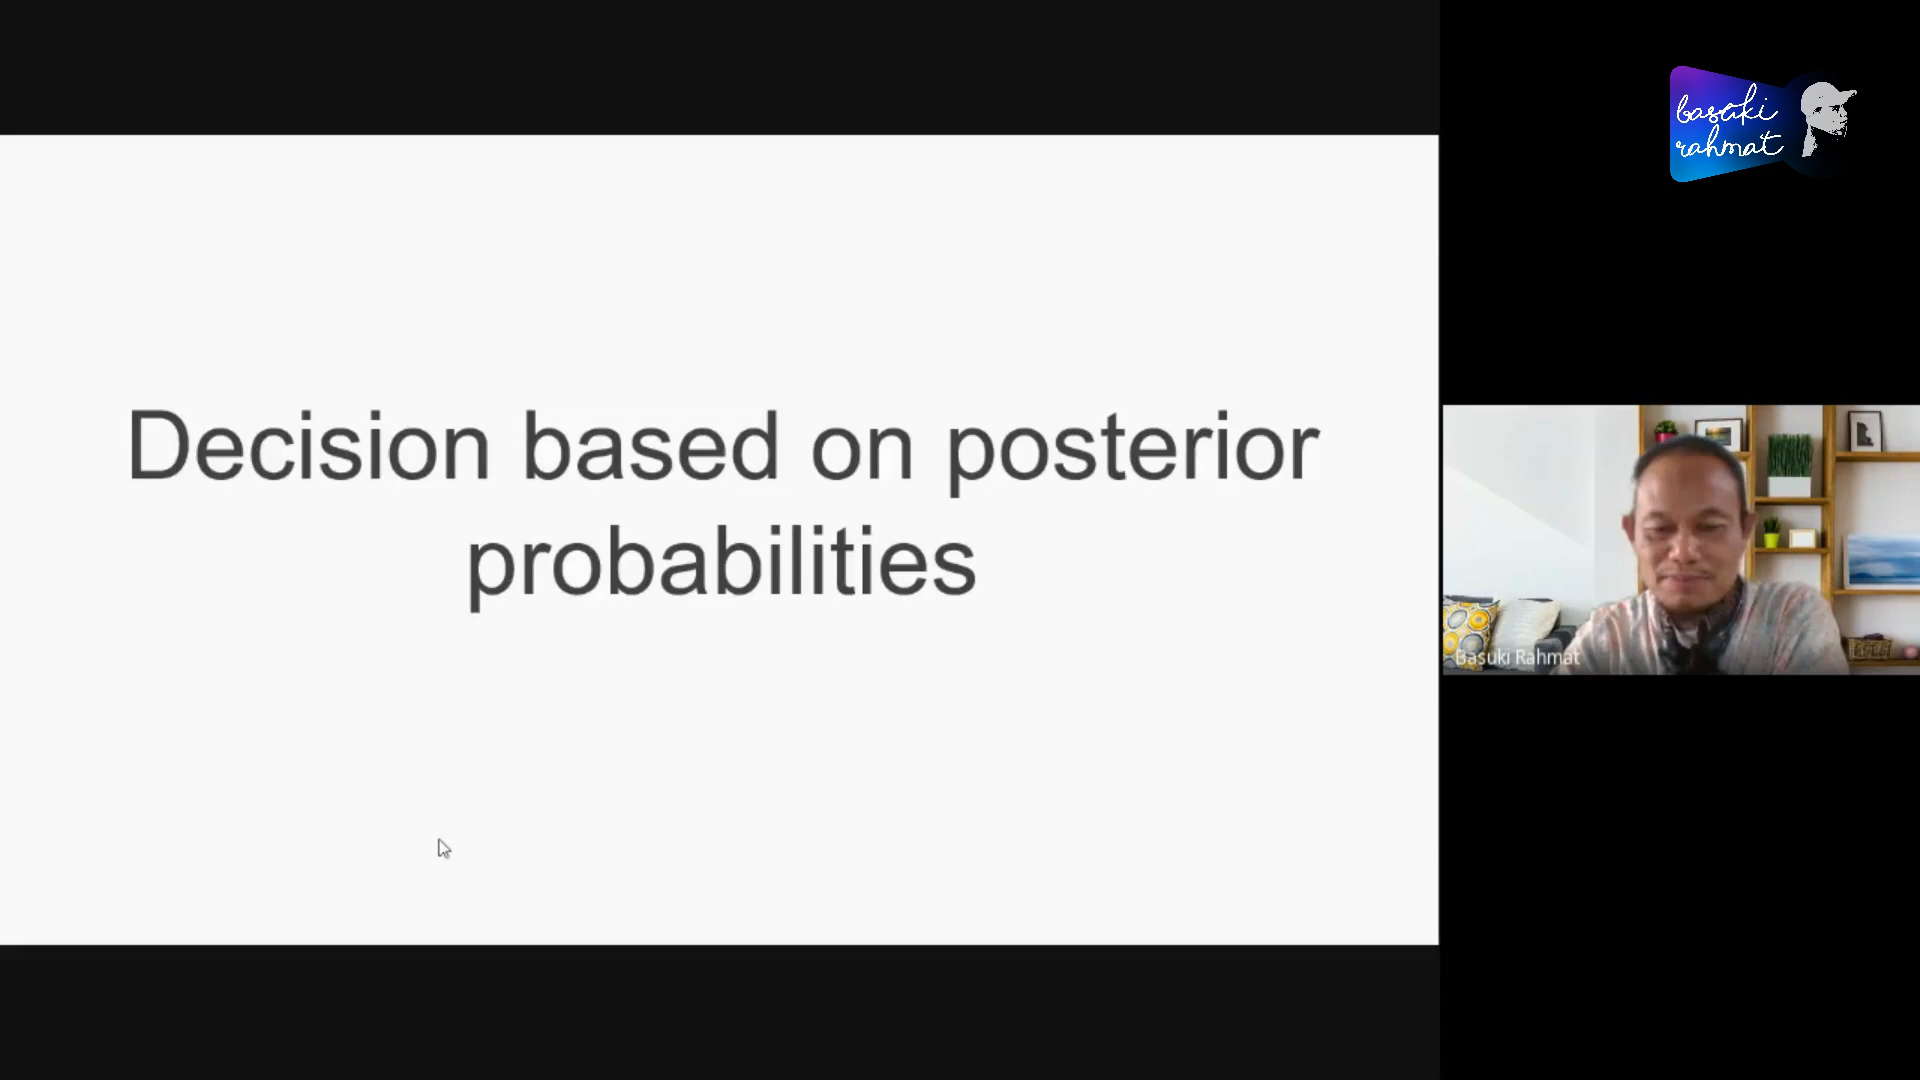 Decision based on posterior
probabilities
basuki
rahmat
Basuki Rahmat